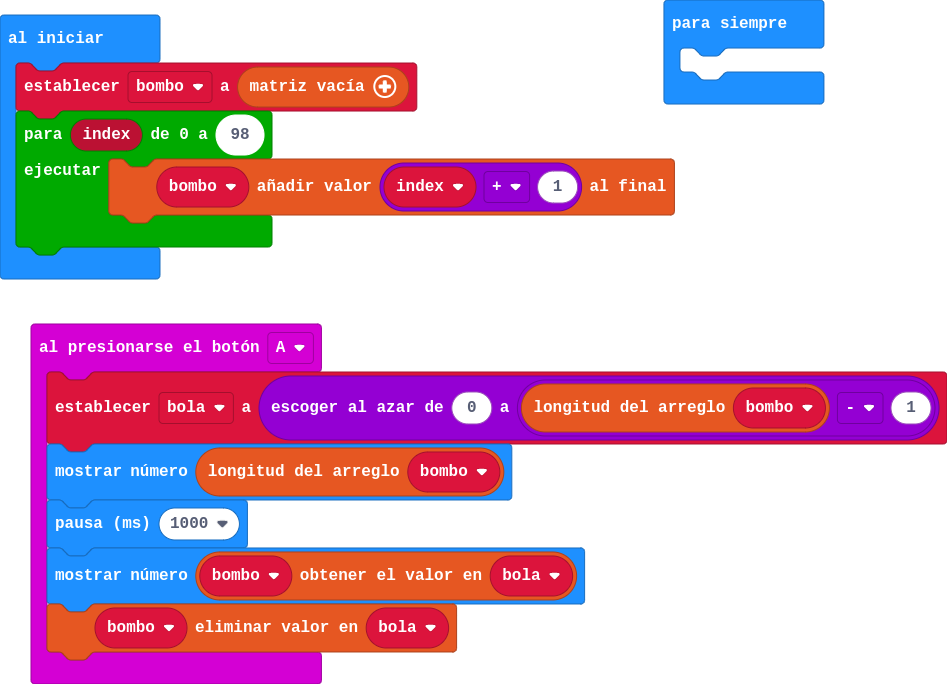 al iniciar
establecer bombo a matriz vacía
para index de 0 a 98
ejecutar
bombo añadir valor index + 1 al final
para siempre
al presionarse el botón A
establecer bola a escoger al azar de 0 a longitud del arreglo bombo - 1
mostrar número longitud del arreglo bombo
pausa (ms) 1000
mostrar número bombo obtener el valor en bola
bombo eliminar valor en bola